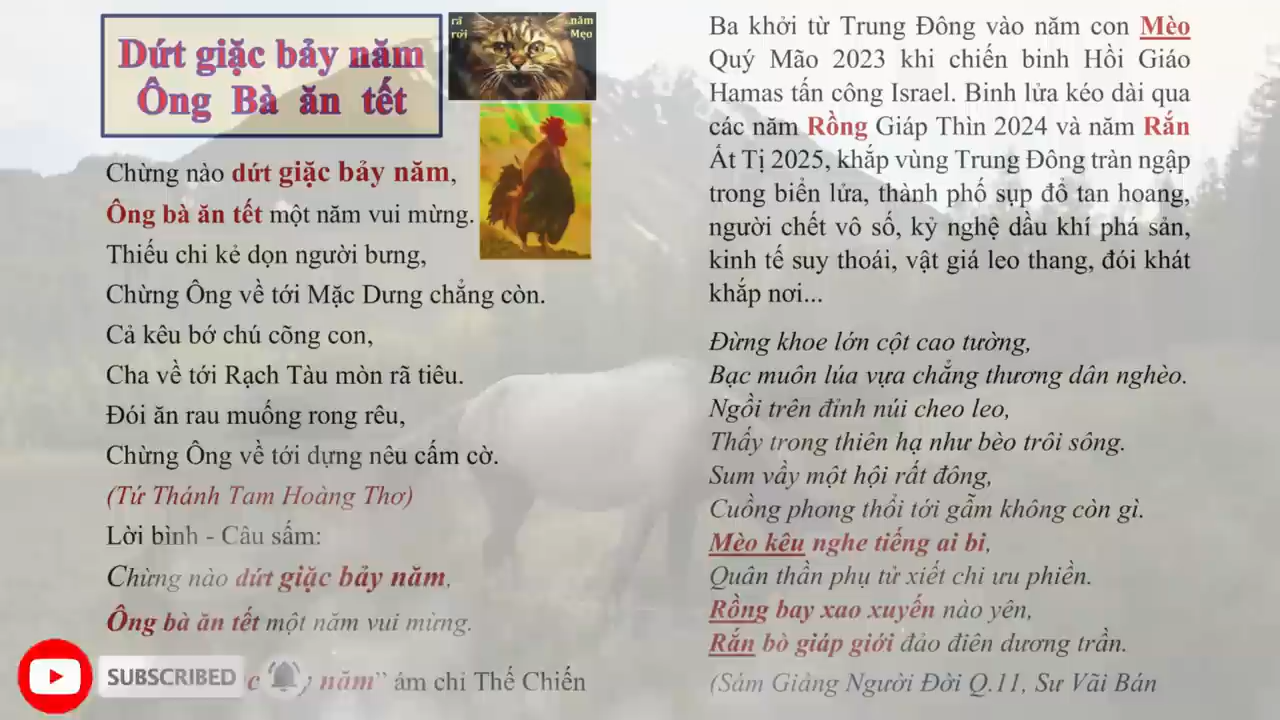 Dứt giặc bảy năm
Ông Bà ăn tết
rã
rới
..năm
Mẹo
Chừng nào dứt giặc bảy năm,
Ông bà ăn tết một năm vui mừng.
Thiếu chi kẻ dọn người bưng,
Chừng Ông về tới Mặc Dưng chẳng còn.
Cả kêu bớ chú cõng con,
Cha về tới Rạch Tàu mòn rã tiêu.
Đói ăn rau muống rong rêu,
Chừng Ông về tới dựng nêu cấm cờ.
(Tứ Thánh Tam Hoàng Thơ)
Lời bình - Câu sấm:
Chừng nào dứt giặc bảy năm,
Ông bà ăn tết một năm vui mừng.
SUBSCRIBED
c năm” ám chỉ Thế Chiến
Ba khởi từ Trung Đông vào năm con Mèo
Quý Mão 2023 khi chiến binh Hồi Giáo
Hamas tấn công Israel. Binh lửa kéo dài qua
các năm Rồng Giáp Thìn 2024 và năm Rắn
Ất Tị 2025, khắp vùng Trung Đông tràn ngập
trong biển lửa, thành phố sụp đổ tan hoang,
người chết vô số, kỷ nghệ dầu khí phá sản,
kinh tế suy thoái, vật giá leo thang, đói khát
khắp nơi...
Đừng khoe lớn cột cao tường,
Bạc muôn lúa vựa chẳng thương dân nghèo.
Ngồi trên đỉnh núi cheo leo,
Thấy trong thiên hạ như bèo trôi sông.
Sum vầy một hội rất đông,
Cuồng phong thổi tới gẫm không còn gì.
Mèo kêu nghe tiếng ai bi,
Quân thần phụ tử xiết chi ưu phiền.
Rồng bay xao xuyến nào yên,
Rắn bò giáp giới đảo điên dương trần.
(Sám Giảng Người Đời Q.11, Sư Vãi Bán